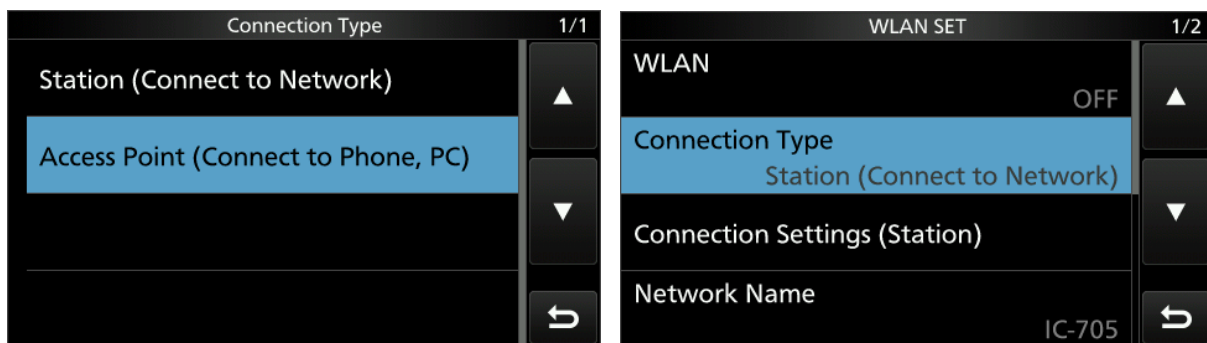 Connection Type 1/1
Station (Connect to Network)
Access Point (Connect to Phone, PC)
WLAN SET 1/2
WLAN
OFF
Connection Type
Station (Connect to Network)
Connection Settings (Station)
Network Name
IC-705